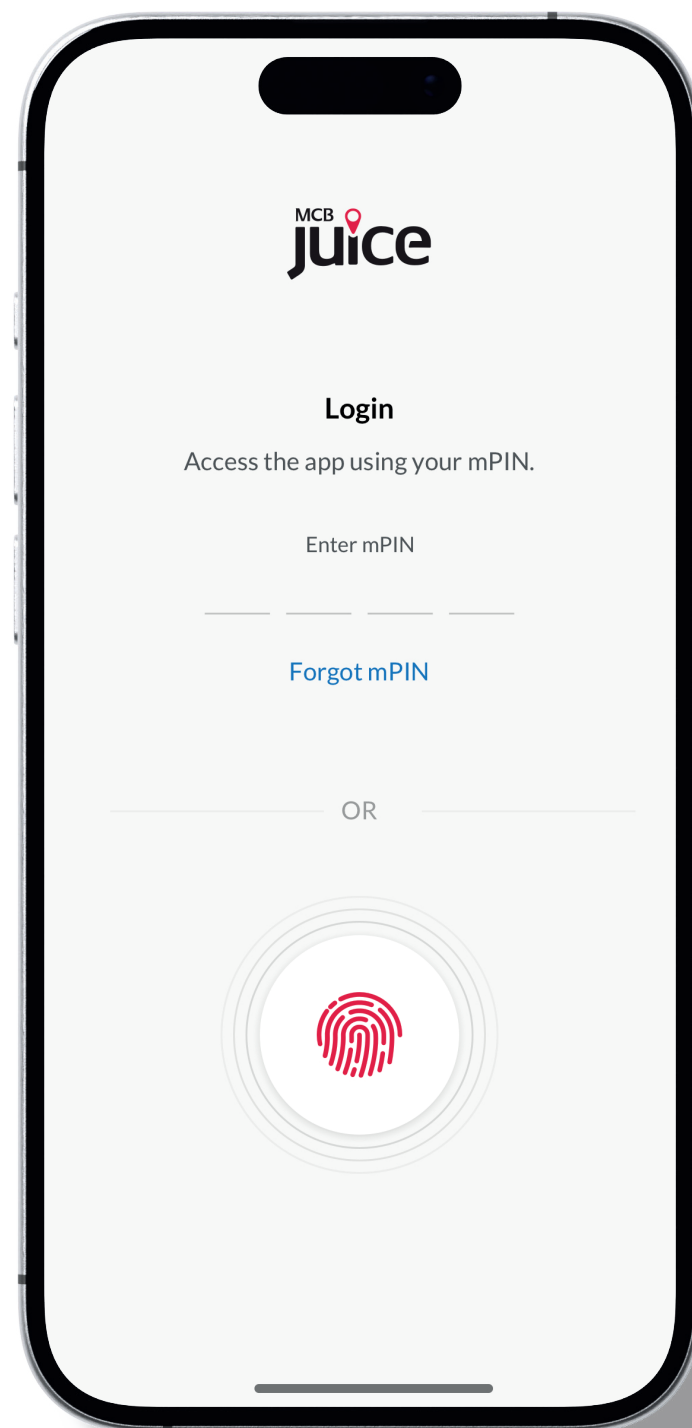 MCB
juice
Login
Access the app using your mPIN.
Enter mPIN
Forgot mPIN
OR